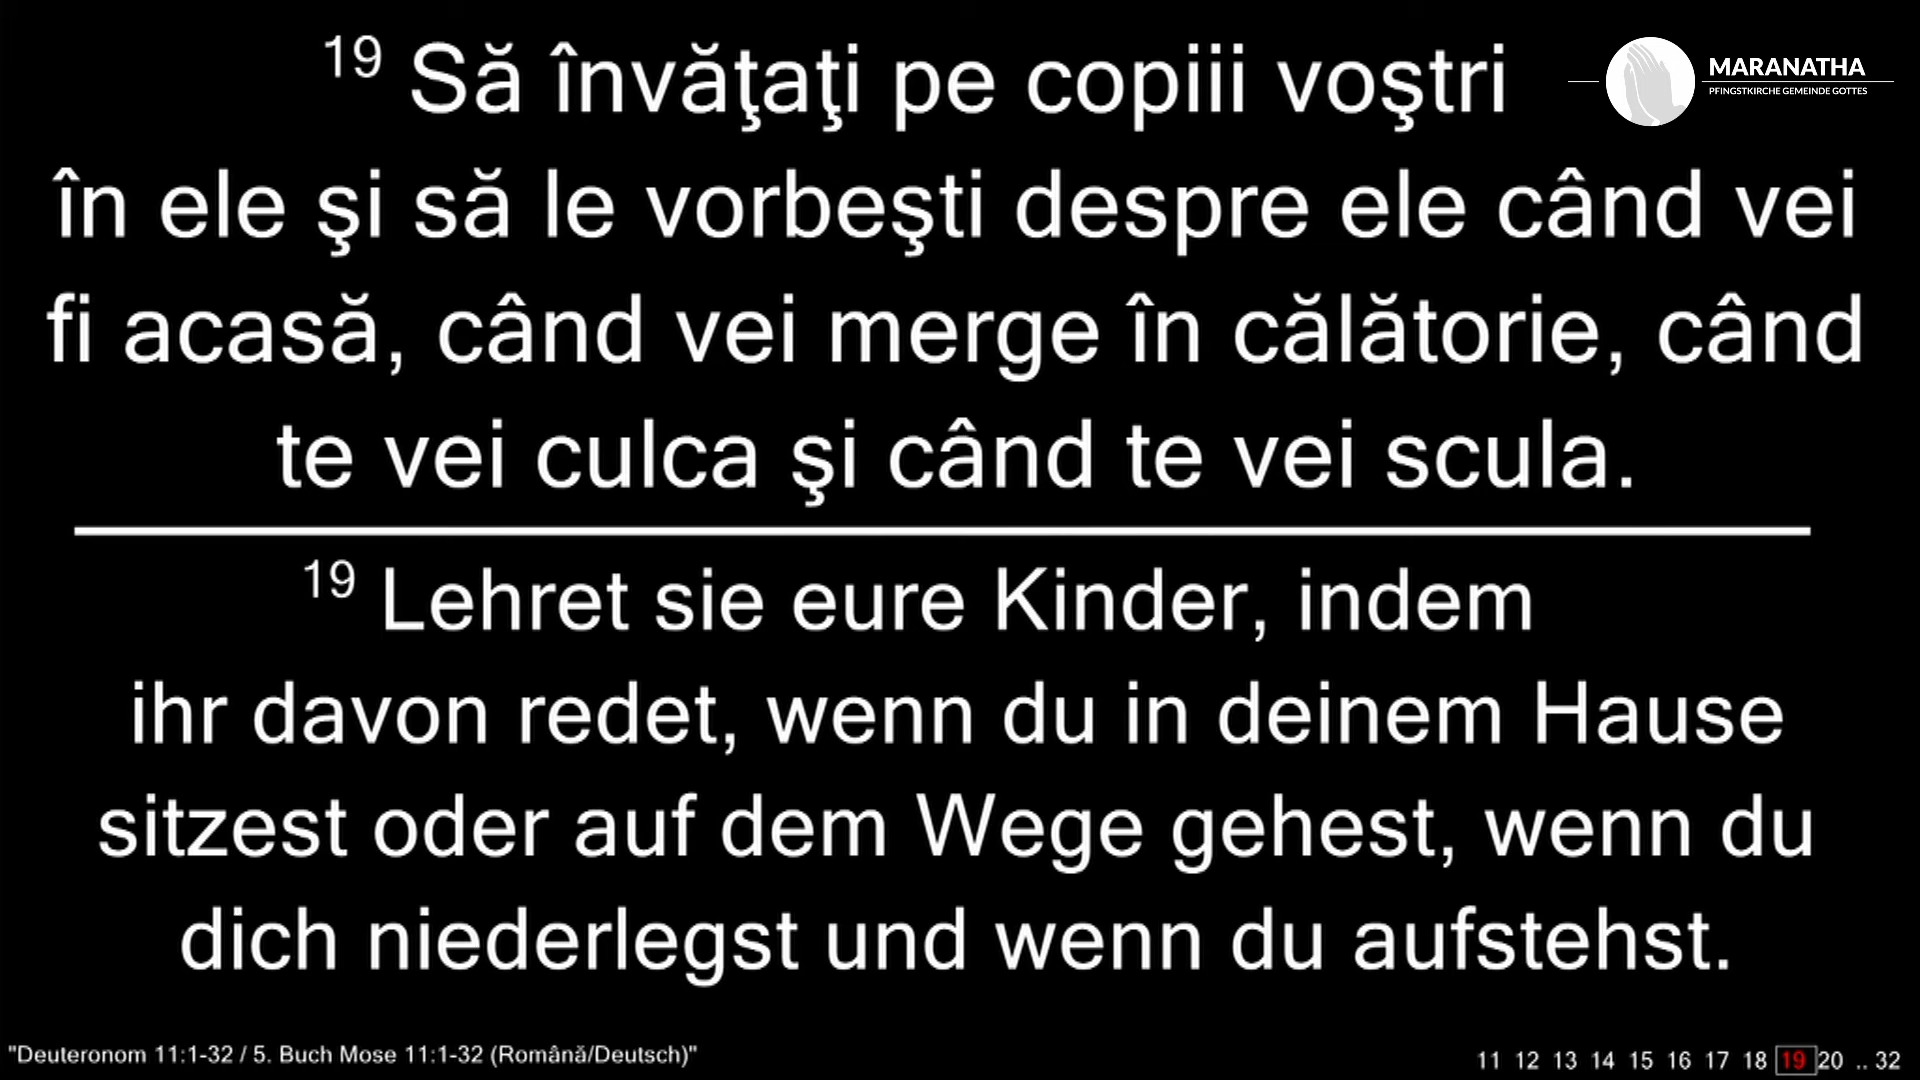 19 Să învăţaţi pe copiii voştri
în ele şi să le vorbeşti despre ele când vei
fi acasă, când vei merge în călătorie, când
te vei culca şi când te vei scula.
MARANATHA
PFINGSTKIRCHE GEMEINDE GOTTES
19 Lehret sie eure Kinder, indem
ihr davon redet, wenn du in deinem Hause
sitzest oder auf dem Wege gehest, wenn du
dich niederlegst und wenn du aufstehst.
"Deuteronom 11:1-32 / 5. Buch Mose 11:1-32 (Română/Deutsch)"
11 12 13 14 15 16 17 18 19 20 .. 32